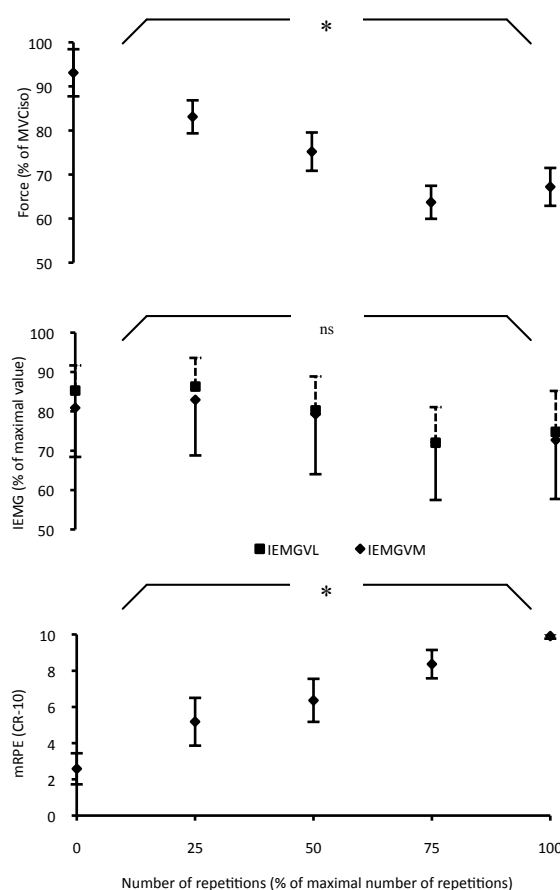 *
100
90
80
70
60
50
Force (% of MVCiso)
ns
100
90
80
70
60
50
IEMG (% of maximal value)
IEMGVL IEMGVM
*
10
8
6
4
2
0
mRPE (CR-10)
0 25 50 75 100
Number of repetitions (% of maximal number of repetitions)